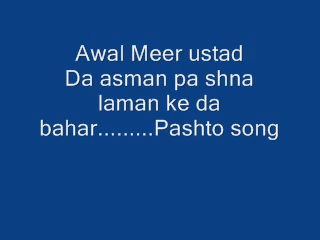 Awal Meer ustad
Da asman pa shna
laman ke da
bahar.........Pashto song